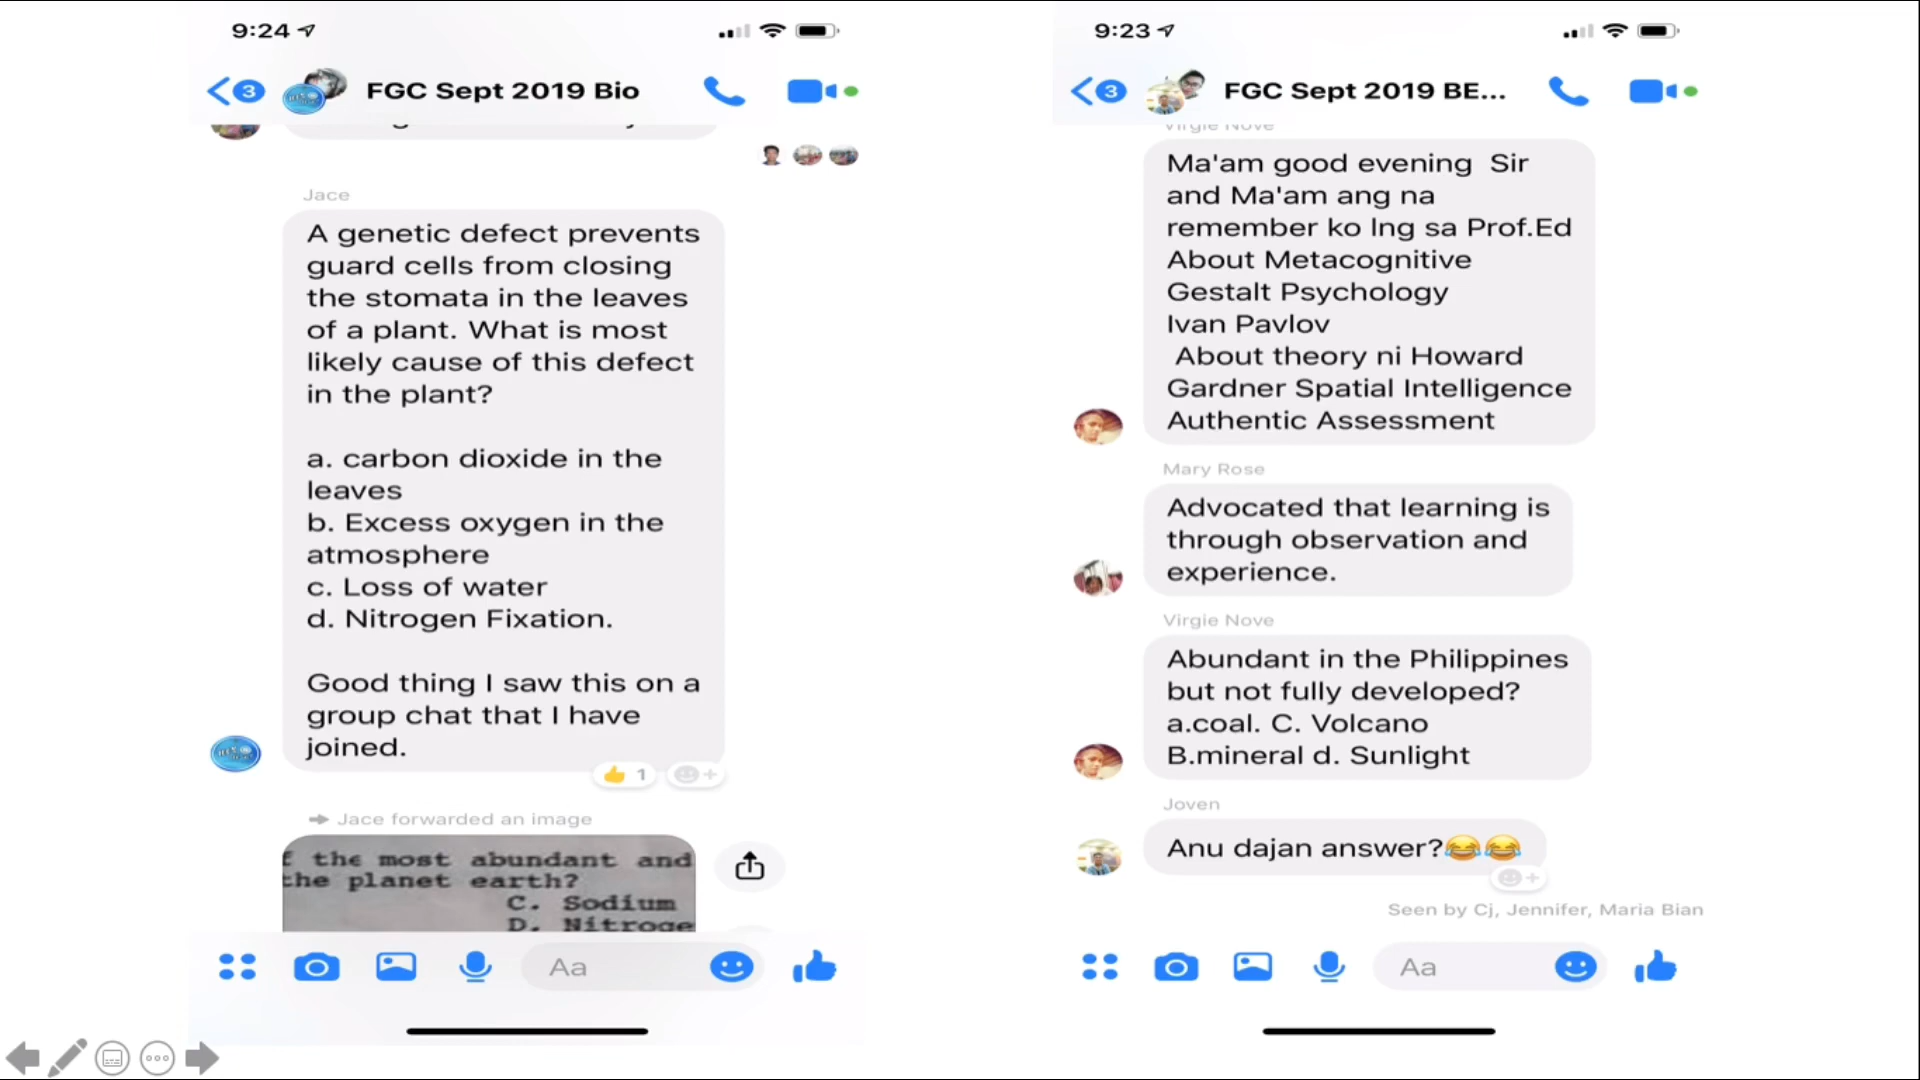 9:24
3
FGC Sept 2019 Bio
Jace
A genetic defect prevents
guard cells from closing
the stomata in the leaves
of a plant. What is most
likely cause of this defect
in the plant?
a. carbon dioxide in the
leaves
b. Excess oxygen in the
atmosphere
c. Loss of water
d. Nitrogen Fixation.
Good thing I saw this on a
group chat that I have
joined.
1
Jace forwarded an image
f the most abundant and
the planet earth?
C. Sodium
D. Nitroge
Aa
9:23
3
FGC Sept 2019 BE...
Virgie Nove
Ma'am good evening Sir
and Ma'am ang na
remember ko lng sa Prof.Ed
About Metacognitive
Gestalt Psychology
Ivan Pavlov
About theory ni Howard
Gardner Spatial Intelligence
Authentic Assessment
Mary Rose
Advocated that learning is
through observation and
experience.
Virgie Nove
Abundant in the Philippines
but not fully developed?
a.coal. C. Volcano
B.mineral d. Sunlight
Joven
Anu dajan answer?😂😂
Seen by Cj, Jennifer, Maria Bian
Aa